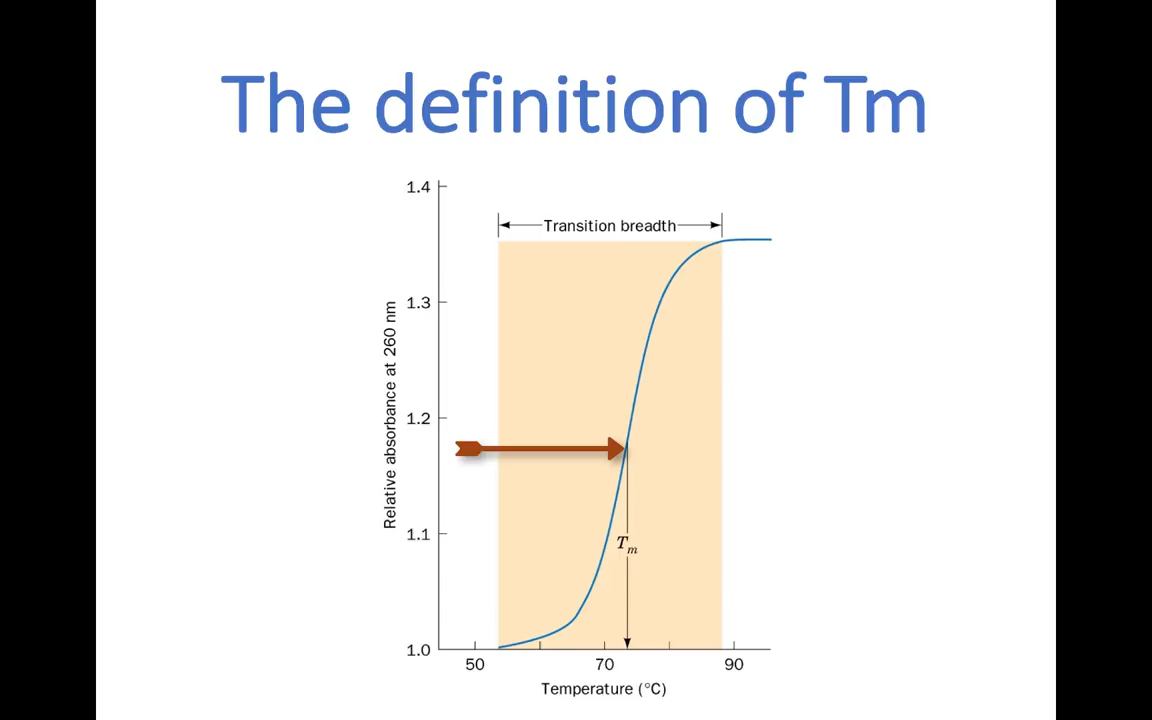 The definition of Tm
1.4
Transition breadth
1.3
1.2
1.1
1.0
Relative absorbance at 260 nm
Tm
50
70
90
Temperature (°C)